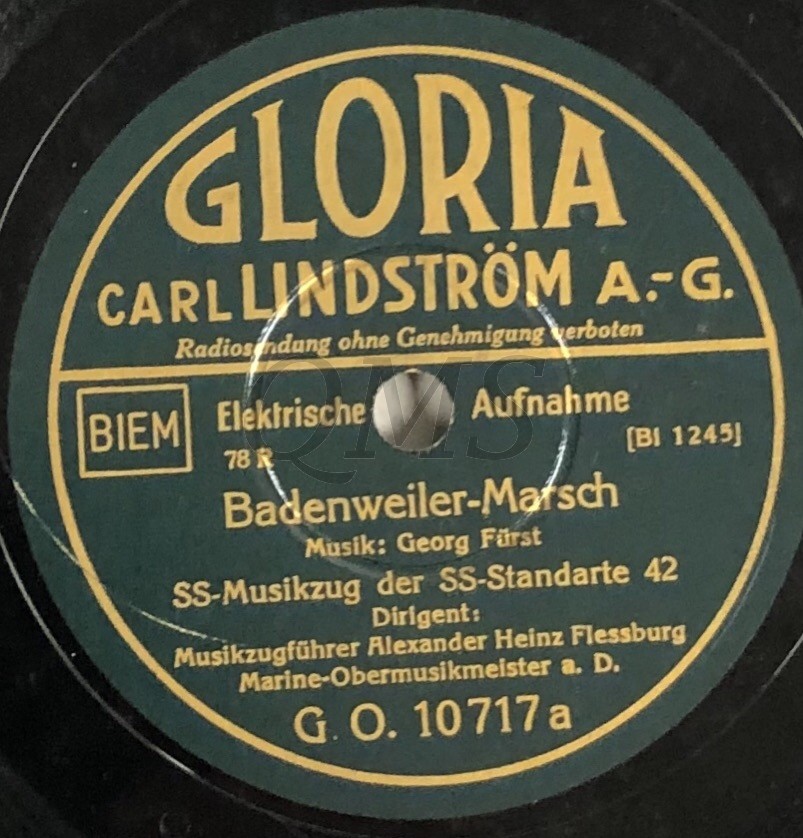 GLORIA
CARL LINDSTRÖM A.-G.
Radiosendung ohne Genehmigung verboten
BIEM
Elektrische Aufnahme
78 R
[BI 1245]
QMS
Badenweiler-Marsch
Musik: Georg Fürst
SS-Musikzug der SS-Standarte 42
Dirigent:
Musikzugführer Alexander Heinz Flessburg
Marine-Obermusikmeister a. D.
G. O. 10717a